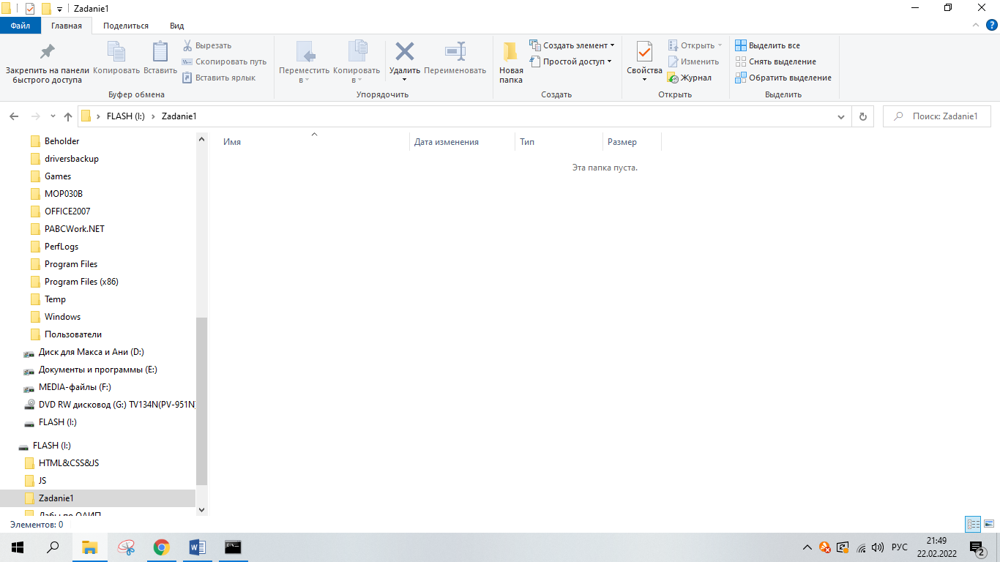 Zadanie1
Файл Главная Поделиться Вид
Закрепить на панели быстрого доступа
Копировать
Вставить
Вырезать
Скопировать путь
Вставить ярлык
Буфер обмена
Переместить в
Копировать в
Удалить
Переименовать
Упорядочить
Новая папка
Создать элемент
Простой доступ
Создать
Свойства
Открыть
Изменить
Журнал
Открыть
Выделить все
Снять выделение
Обратить выделение
Выделить
FLASH (I:) Zadanie1
Поиск: Zadanie1
Имя Дата изменения Тип Размер
Эта папка пуста.
Beholder
driversbackup
Games
MOP030B
OFFICE2007
PABCWork.NET
PerfLogs
Program Files
Program Files (x86)
Temp
Windows
Пользователи
Диск для Макса и Ани (D:)
Документы и программы (E:)
MEDIA-файлы (F:)
DVD RW дисковод (G:) TV134N(PV-951N)
FLASH (I:)
FLASH (I:)
HTML&CSS&JS
JS
Zadanie1
Лабы по ОАИП
Элементов: 0
РУС
21:49
22.02.2022
2